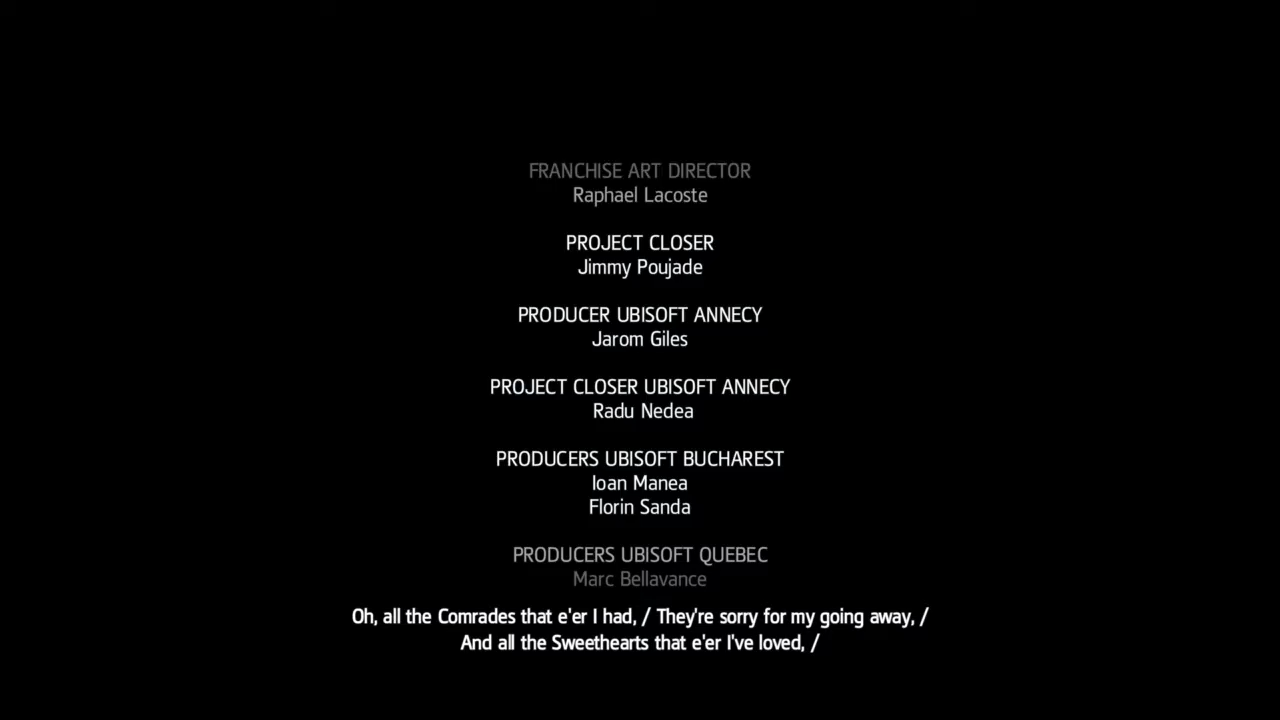 FRANCHISE ART DIRECTOR
Raphael Lacoste
PROJECT CLOSER
Jimmy Poujade
PRODUCER UBISOFT ANNECY
Jarom Giles
PROJECT CLOSER UBISOFT ANNECY
Radu Nedea
PRODUCERS UBISOFT BUCHAREST
Ioan Manea
Florin Sanda
PRODUCERS UBISOFT QUEBEC
Marc Bellavance
Oh, all the Comrades that e'er I had, / They're sorry for my going away, /
And all the Sweethearts that e'er I've loved, /